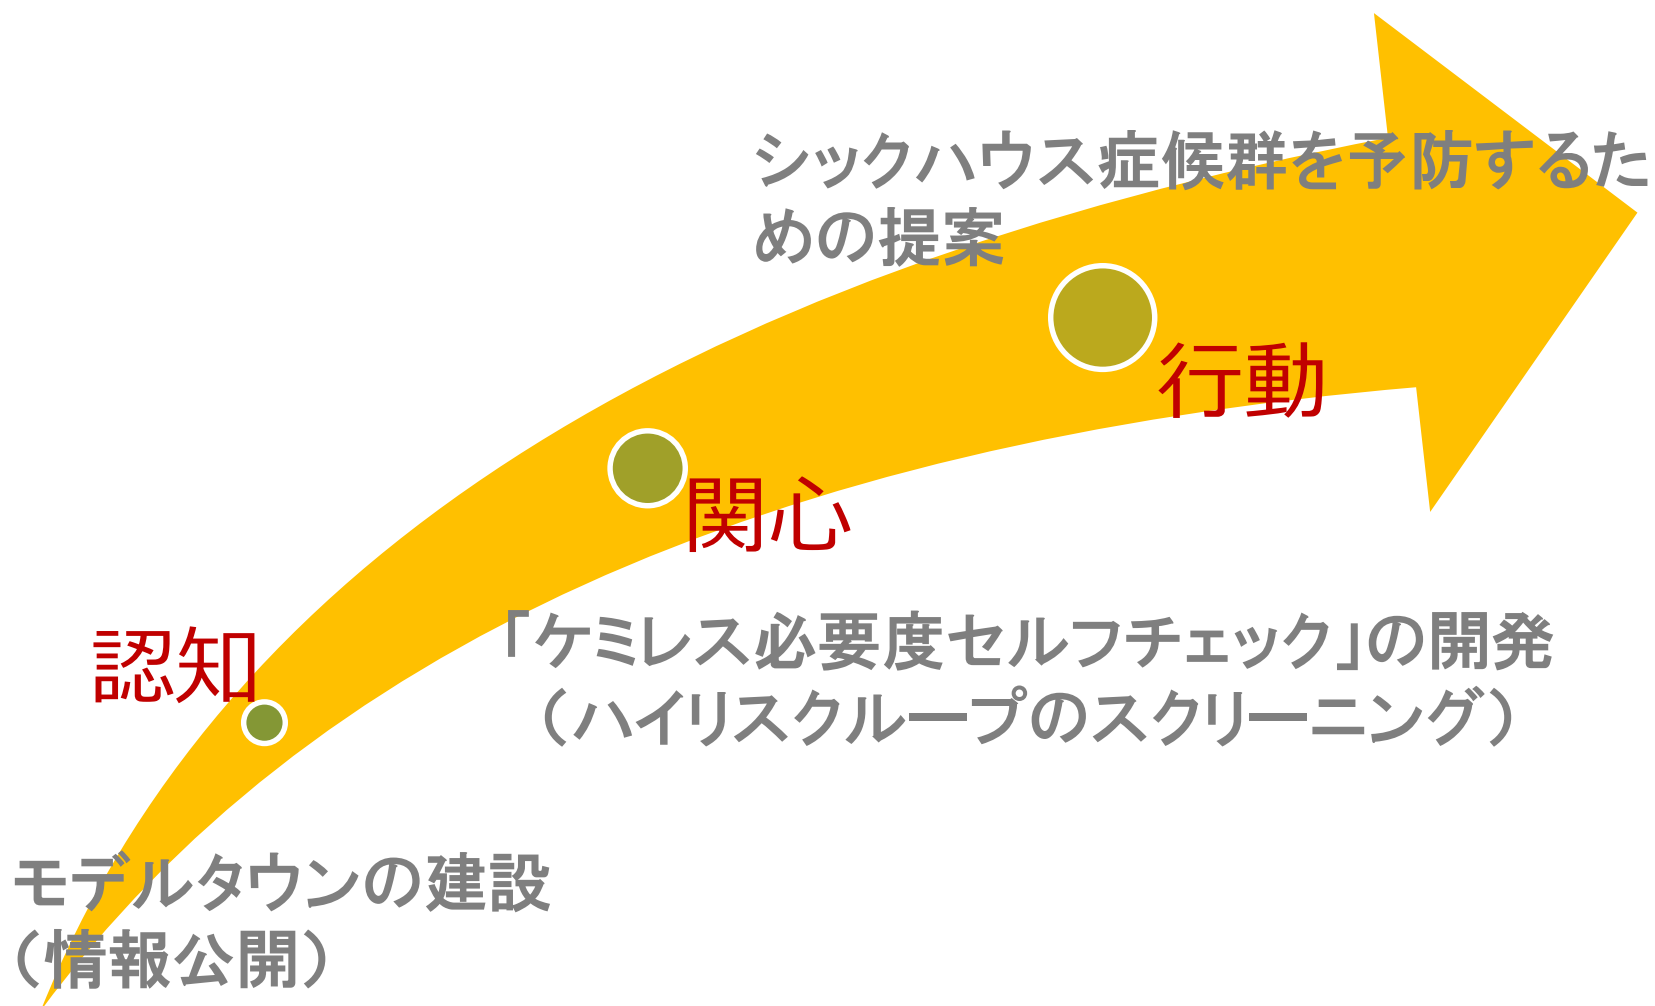 シックハウス症候群を予防するた
めの提案
行動
関心
「ケミレス必要度セルフチェック」の開発
（ハイリスクループのスクリーニング）
認知
モデルタウンの建設
（情報公開）